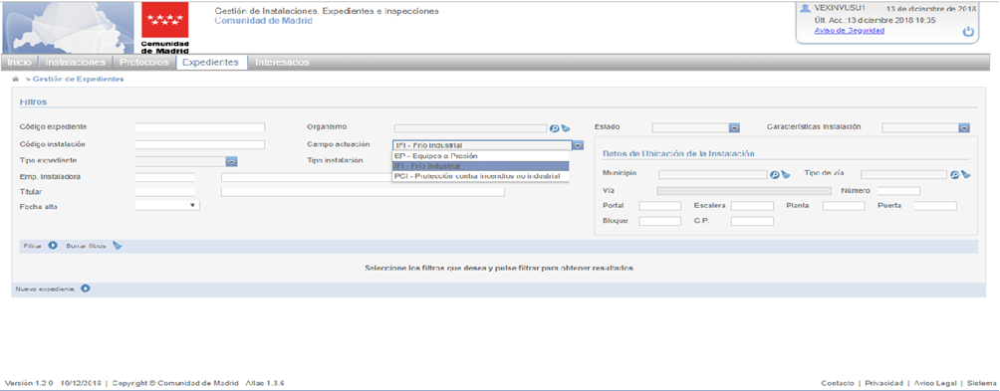 Gestión de Instalaciones, Expedientes e Inspecciones
Comunidad de Madrid
Comunidad
de Madrid
VEXINVUSU1 13 de diciembre de 2018
Últ. Acc.:13 diciembre 2018 10:35
Aviso de Seguridad
Inicio Instalaciones Protocolos Expedientes Interesados
> Gestión de Expedientes
Filtros
Código expediente Organismo Estado Características Instalación
Código instalación Campo actuación IFI - Frío Industrial
EP - Equipos a Presión
IFI - Frío Industrial
PCI - Protección contra incendios no industrial
Tipo expediente Tipo instalación
Emp. Instaladora
Titular
Fecha alta
Datos de Ubicación de la Instalación
Municipio Tipo de vía
Vía Número
Portal Escalera Planta Puerta
Bloque C.P.
Filtrar Borrar filtros
Seleccione los filtros que desea y pulse filtrar para obtener resultados
Nuevo expediente
Versión 1.2.0 10/12/2018 | Copyright © Comunidad de Madrid Atlas 1.3.6
Contacto | Privacidad | Aviso Legal | Sistema